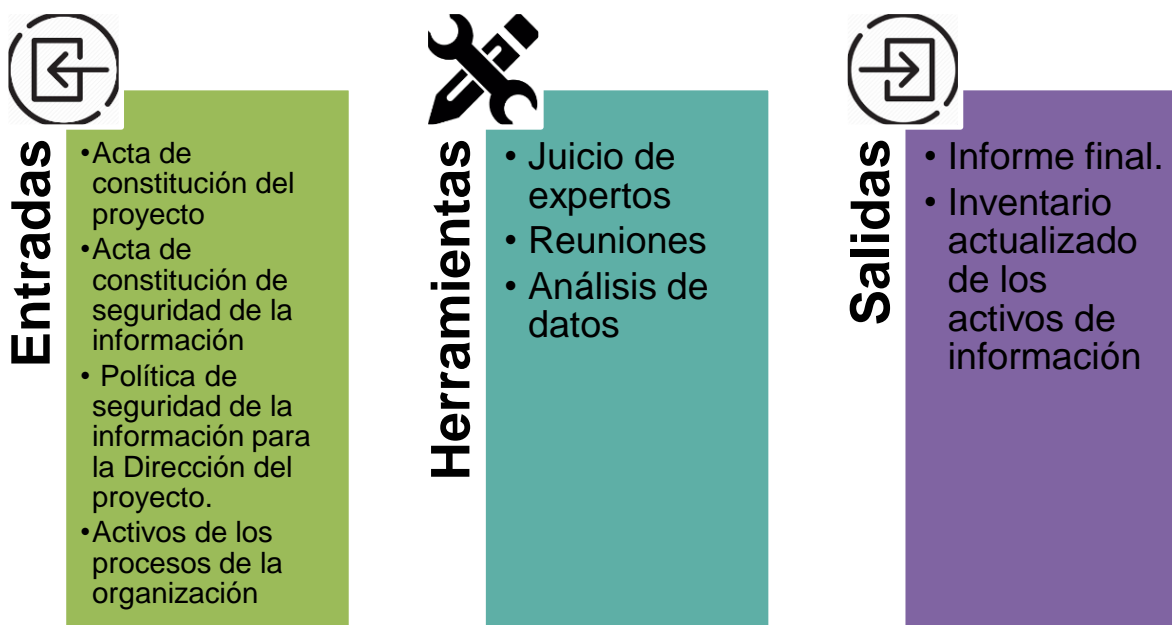 Entradas
•Acta de
constitución del
proyecto
•Acta de
constitución de
seguridad de la
información
• Política de
seguridad de la
información para
la Dirección del
proyecto.
•Activos de los
procesos de la
organización
Herramientas
• Juicio de
expertos
• Reuniones
• Análisis de
datos
Salidas
• Informe final.
• Inventario
actualizado
de los
activos de
información